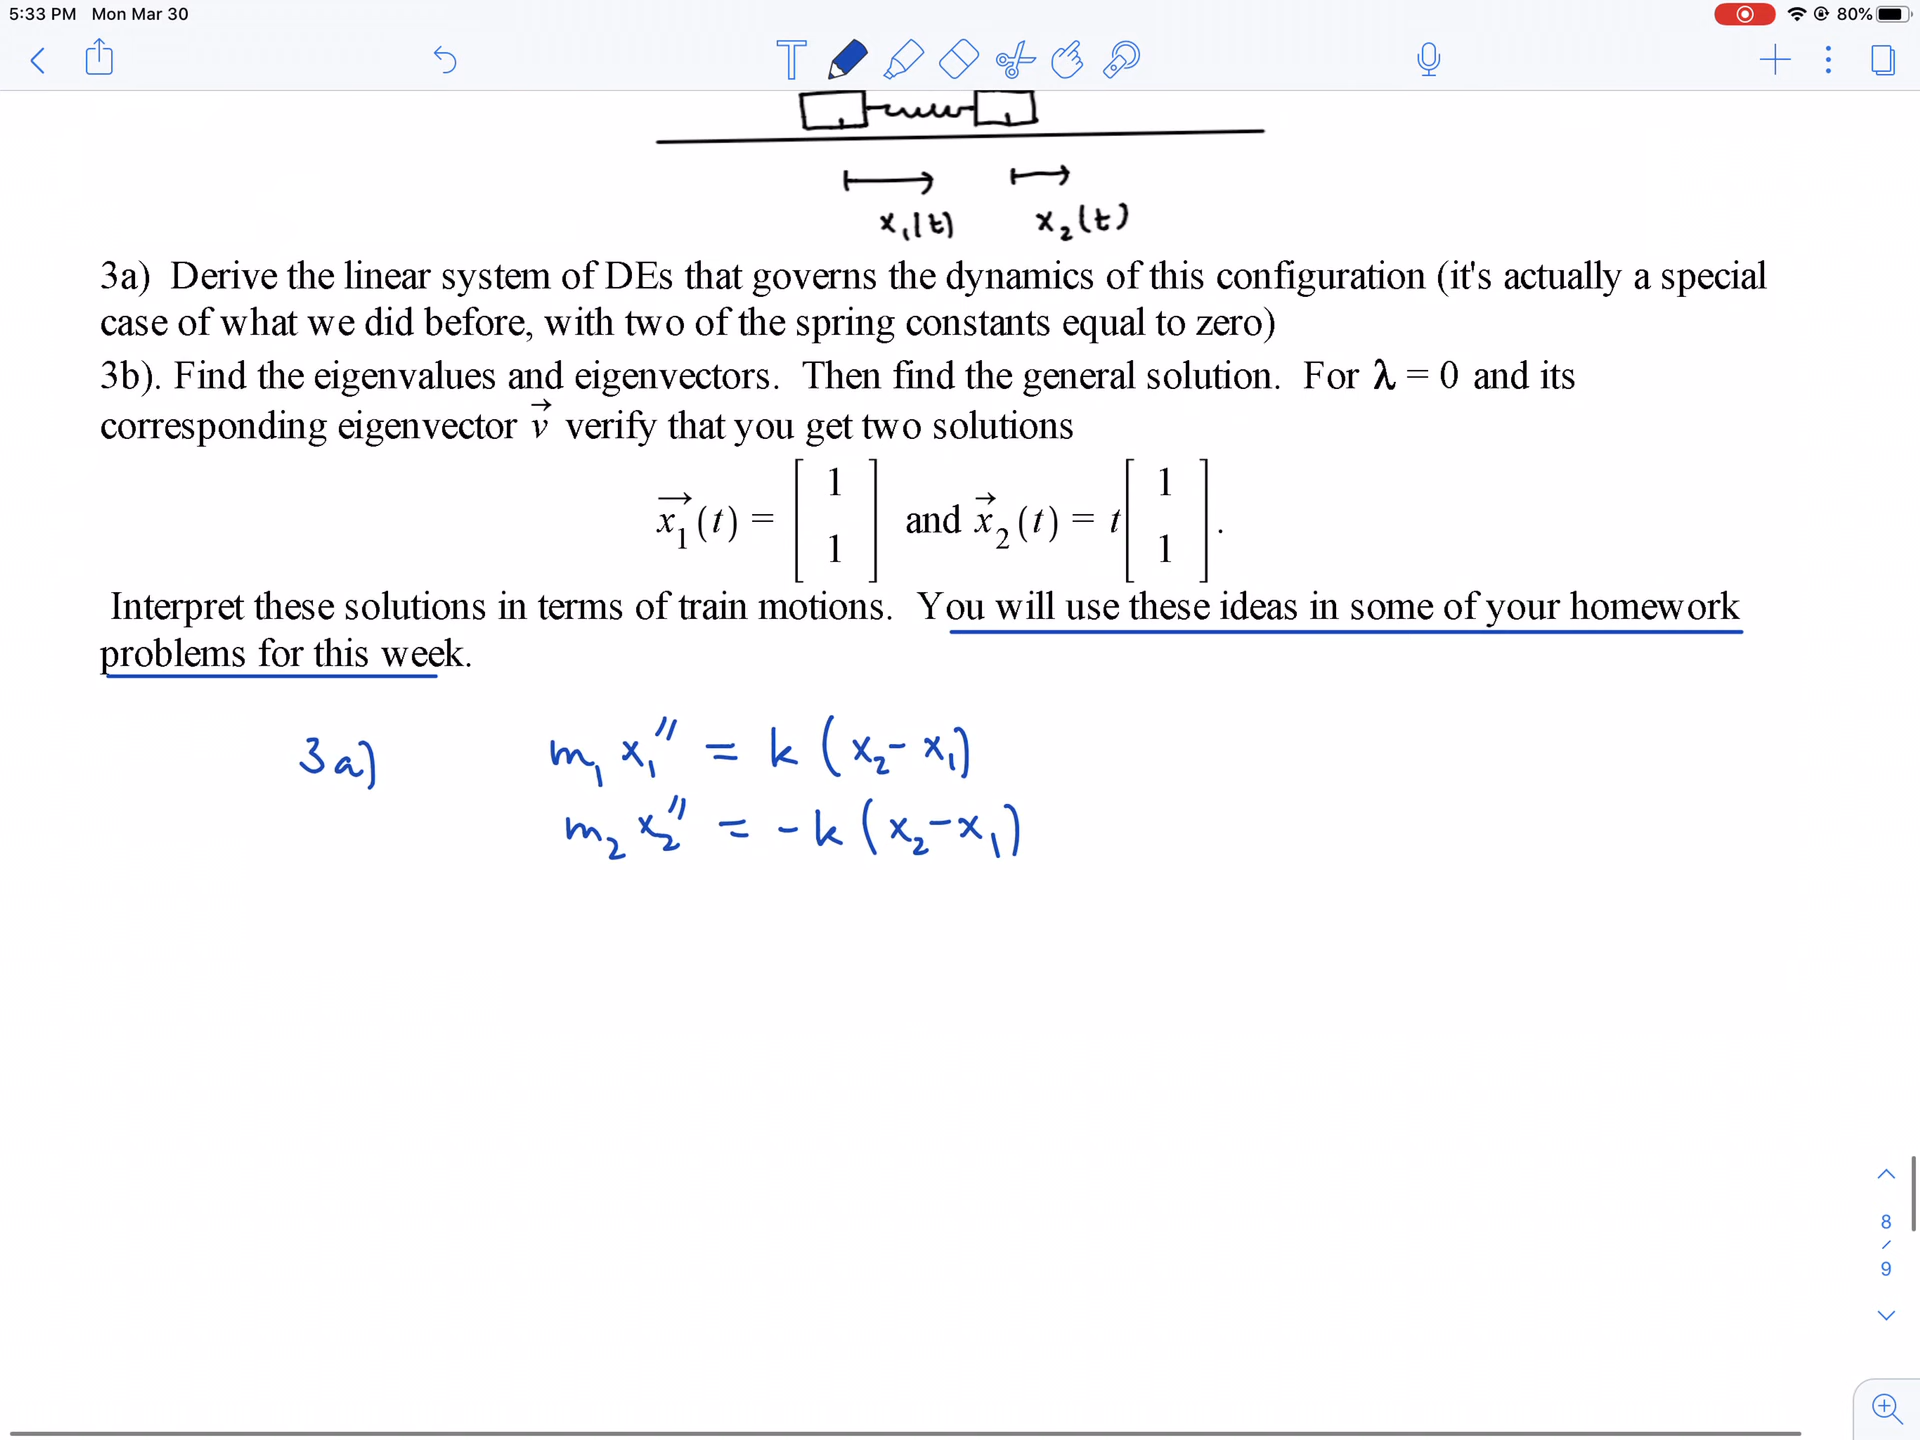 5:33 PM Mon Mar 30 80%
T
x₁(t) x₂(t)
3a) Derive the linear system of DEs that governs the dynamics of this configuration (it's actually a special
case of what we did before, with two of the spring constants equal to zero)
3b). Find the eigenvalues and eigenvectors. Then find the general solution. For λ = 0 and its
corresponding eigenvector v⃗ verify that you get two solutions
x₁⃗(t) = [1 1] and x⃗₂(t) = t[1 1].
Interpret these solutions in terms of train motions. You will use these ideas in some of your homework
problems for this week.
3a) m₁ x₁'' = k (x₂ - x₁)
m₂ x₂'' = -k (x₂ - x₁)
8
/
9